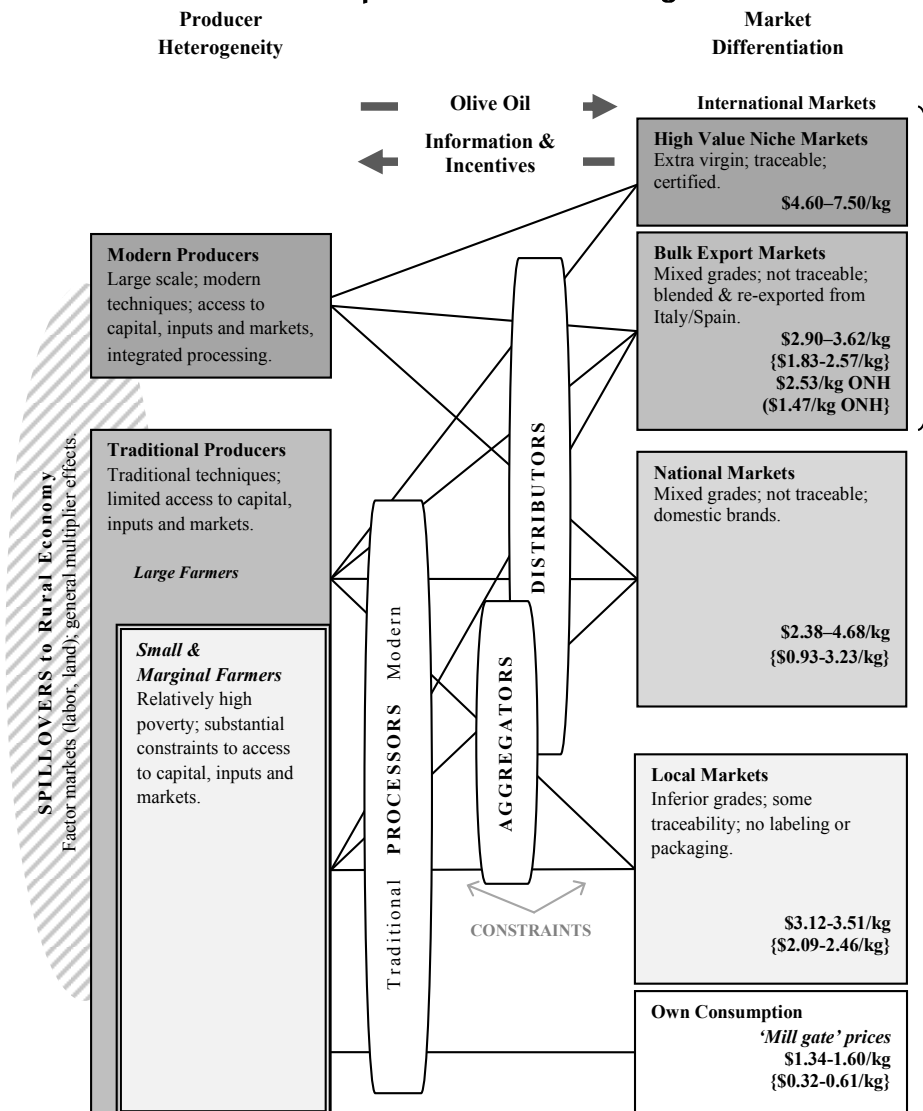 Producer
Heterogeneity
Market
Differentiation
Olive Oil
Information &
Incentives
International Markets
High Value Niche Markets
Extra virgin; traceable;
certified.
$4.60–7.50/kg
Modern Producers
Large scale; modern
techniques; access to
capital, inputs and markets,
integrated processing.
Bulk Export Markets
Mixed grades; not traceable;
blended & re-exported from
Italy/Spain.
$2.90–3.62/kg
{$1.83-2.57/kg}
$2.53/kg ONH
($1.47/kg ONH}
SPILLOVERS to Rural Economy
Factor markets (labor, land); general multiplier effects.
Traditional Producers
Traditional techniques;
limited access to capital,
inputs and markets.
Large Farmers
Small &
Marginal Farmers
Relatively high
poverty; substantial
constraints to access
to capital, inputs and
markets.
Traditional PROCESSORS Modern
AGGREGATORS
DISTRIBUTORS
CONSTRAINTS
National Markets
Mixed grades; not traceable;
domestic brands.
$2.38–4.68/kg
{$0.93-3.23/kg}
Local Markets
Inferior grades; some
traceability; no labeling or
packaging.
$3.12-3.51/kg
{$2.09-2.46/kg}
Own Consumption
'Mill gate' prices
$1.34-1.60/kg
{$0.32-0.61/kg}